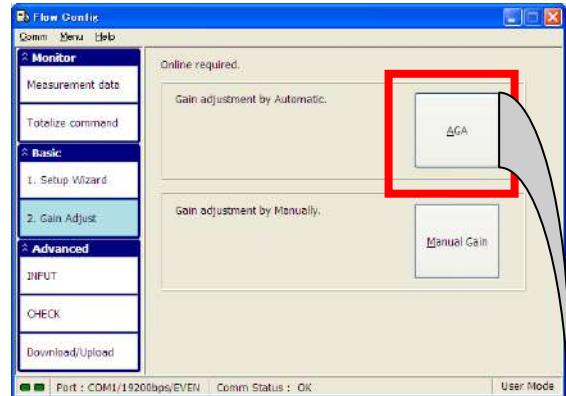 Flow Config
Comm Menu Help
Monitor
Measurement data
Totalize command
Basic
1. Setup Wizard
2. Gain Adjust
Advanced
INPUT
CHECK
Download/Upload
Online required.
Gain adjustment by Automatic.
AGA
Gain adjustment by Manually.
Manual Gain
Port : COM1/19200bps/EVEN Comm Status : OK User Mode